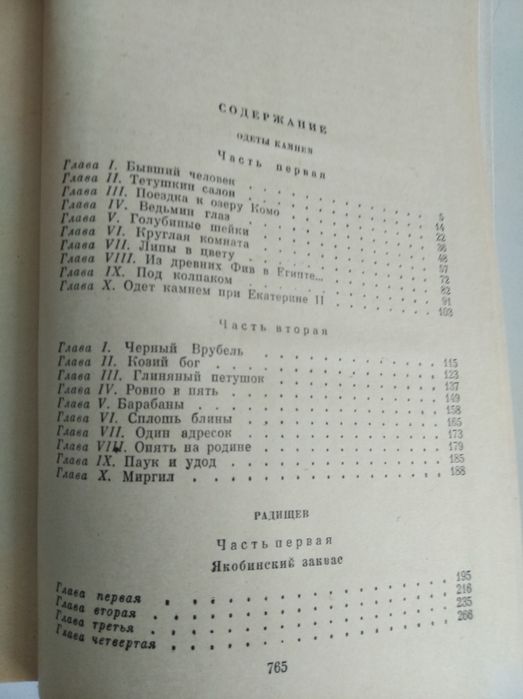 СОДЕРЖАНИЕ
ОДЕТЫ КАМНЕМ
Часть первая
Глава I. Бывший человек . . . . . . . . . . 5
Глава II. Тетушкин салон . . . . . . . . . . 14
Глава III. Поездка к озеру Комо . . . . . . . . . . 22
Глава IV. Ведьмин глаз . . . . . . . . . . 36
Глава V. Голубиные шейки . . . . . . . . . . 48
Глава VI. Круглая комната . . . . . . . . . . 57
Глава VII. Липы в цвету . . . . . . . . . . 72
Глава VIII. Из древних Фив в Египте... . . . . . . . . 82
Глава IX. Под колпаком . . . . . . . . . . 91
Глава X. Одет камнем при Екатерине II . . . . . . . . 103
Часть вторая
Глава I. Черный Врубель . . . . . . . . . . 115
Глава II. Козий бог . . . . . . . . . . 123
Глава III. Глиняный петушок . . . . . . . . . . 137
Глава IV. Ровно в пять . . . . . . . . . . 149
Глава V. Барабаны . . . . . . . . . . 158
Глава VI. Сплошь блины . . . . . . . . . . 165
Глава VII. Один адресок . . . . . . . . . . 173
Глава VIII. Опять на родине . . . . . . . . . . 179
Глава IX. Паук и удод . . . . . . . . . . 185
Глава X. Миргил . . . . . . . . . . 188
РАДИЩЕВ
Часть первая
Якобинский заквас
Глава первая . . . . . . . . . . 195
Глава вторая . . . . . . . . . . 216
Глава третья . . . . . . . . . . 235
Глава четвертая . . . . . . . . . . 266
765